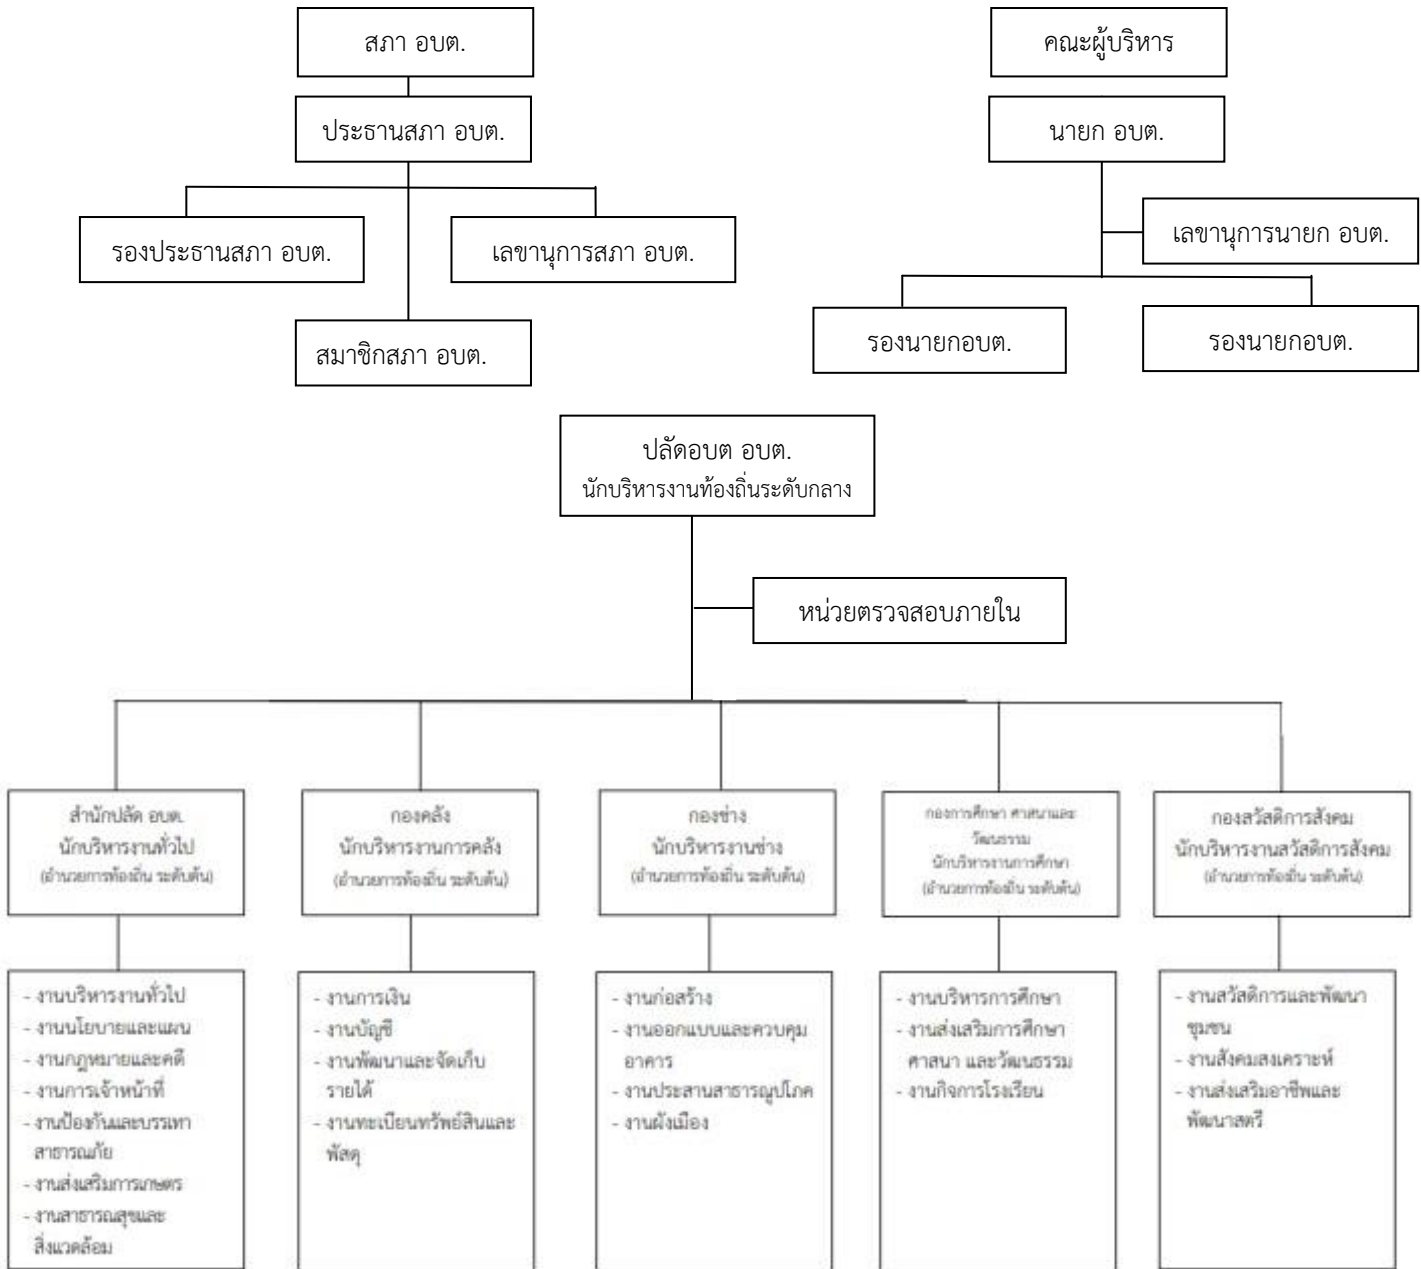 สภา อบต.
คณะผู้บริหาร
ประธานสภา อบต.
นายก อบต.
รองประธานสภา อบต.
เลขานุการสภา อบต.
เลขานุการนายก อบต.
สมาชิกสภา อบต.
รองนายกอบต.
รองนายกอบต.
ปลัดอบต อบต.
นักบริหารงานท้องถิ่นระดับกลาง
หน่วยตรวจสอบภายใน
สำนักปลัด อบต.
นักบริหารงานทั่วไป
(อำนวยการท้องถิ่น ระดับต้น)
กองคลัง
นักบริหารงานการคลัง
(อำนวยการท้องถิ่น ระดับต้น)
กองช่าง
นักบริหารงานช่าง
(อำนวยการท้องถิ่น ระดับต้น)
กองการศึกษา ศาสนาและ
วัฒนธรรม
นักบริหารงานการศึกษา
(อำนวยการท้องถิ่น ระดับต้น)
กองสวัสดิการสังคม
นักบริหารงานสวัสดิการสังคม
(อำนวยการท้องถิ่น ระดับต้น)
- งานบริหารงานทั่วไป
- งานนโยบายและแผน
- งานกฎหมายและคดี
- งานการเจ้าหน้าที่
- งานป้องกันและบรรเทา
สาธารณภัย
- งานส่งเสริมการเกษตร
- งานสาธารณสุขและ
สิ่งแวดล้อม
- งานการเงิน
- งานบัญชี
- งานพัฒนาและจัดเก็บ
รายได้
- งานทะเบียนทรัพย์สินและ
พัสดุ
- งานก่อสร้าง
- งานออกแบบและควบคุม
อาคาร
- งานประสานสาธารณูปโภค
- งานผังเมือง
- งานบริหารการศึกษา
- งานส่งเสริมการศึกษา
ศาสนา และวัฒนธรรม
- งานกิจการโรงเรียน
- งานสวัสดิการและพัฒนา
ชุมชน
- งานสังคมสงเคราะห์
- งานส่งเสริมอาชีพและ
พัฒนาสตรี